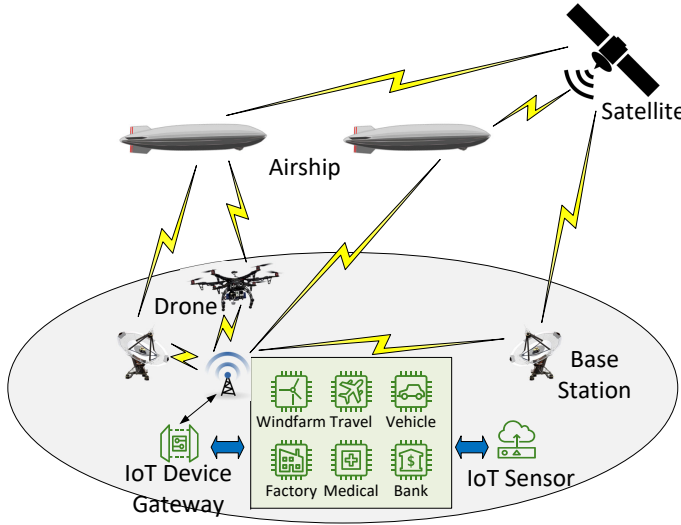 Satellite
Airship
Drone
Base
Station
Windfarm Travel Vehicle
Factory Medical Bank
IoT Device
Gateway
IoT Sensor